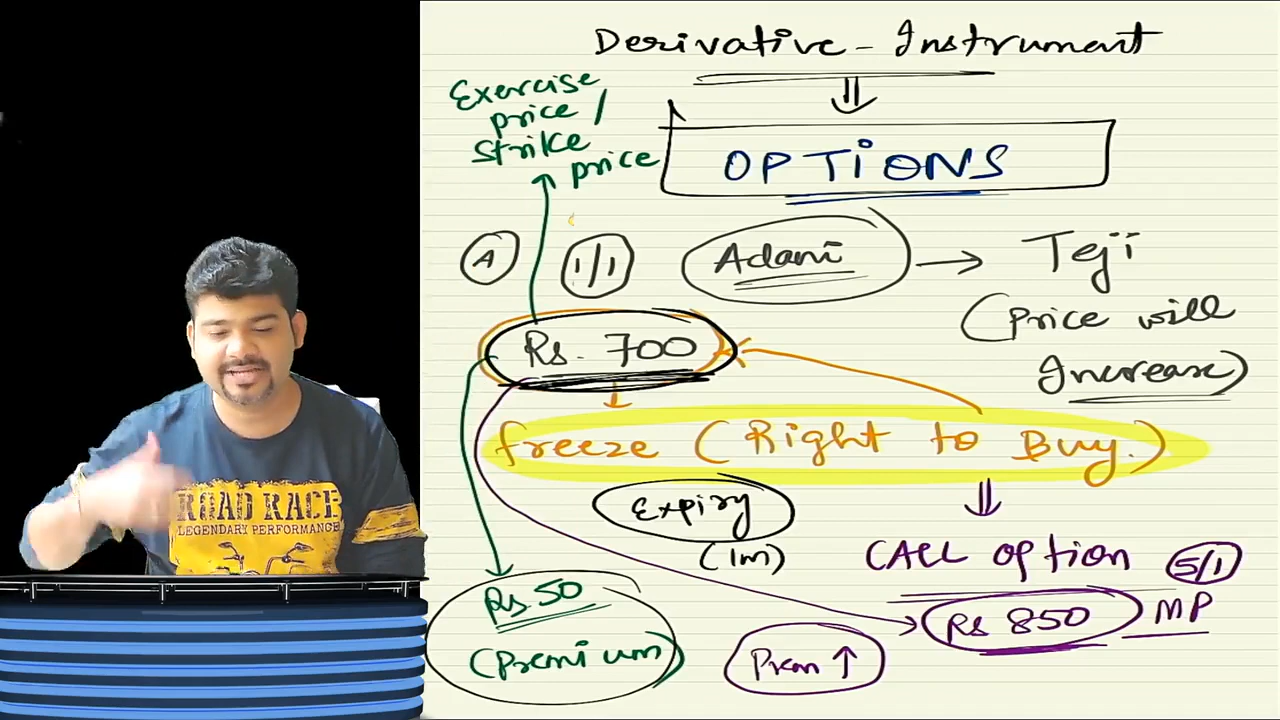 Derivative - Instrument
⇓
OPTIONS
Exercise
price /
Strike
price
A
1/1
Adani → Teji
(Price will
Increase)
Rs. 700
freeze (Right to Buy.)
Expiry
(1m)
⇓
CALL option
5/1
Rs 850 MP
Rs. 50
(Premium)
Prem ↑
ROAD RACE
LEGENDARY PERFORMANCE